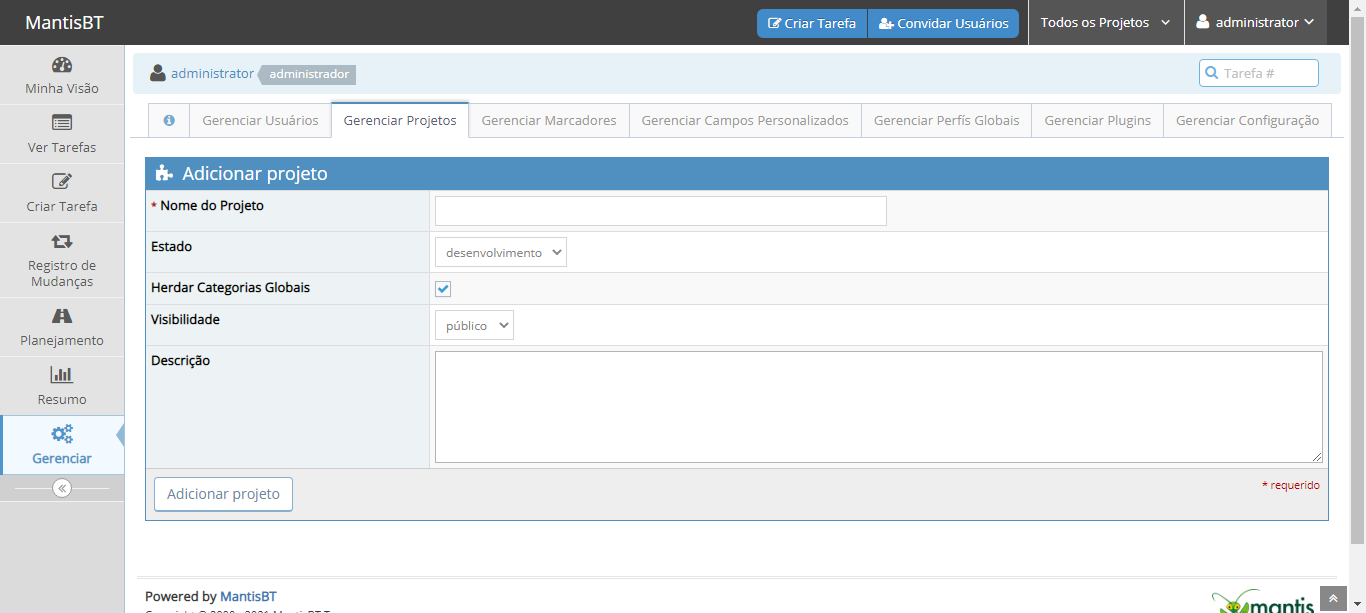 MantisBT
Criar Tarefa
Convidar Usuários
Todos os Projetos
administrator
Minha Visão
Ver Tarefas
Criar Tarefa
Registro de
Mudanças
Planejamento
Resumo
Gerenciar
administrator
administrador
Tarefa #
Gerenciar Usuários
Gerenciar Projetos
Gerenciar Marcadores
Gerenciar Campos Personalizados
Gerenciar Perfís Globais
Gerenciar Plugins
Gerenciar Configuração
Adicionar projeto
* Nome do Projeto
Estado
desenvolvimento
Herdar Categorias Globais
Visibilidade
público
Descrição
Adicionar projeto
* requerido
Powered by MantisBT
mantis